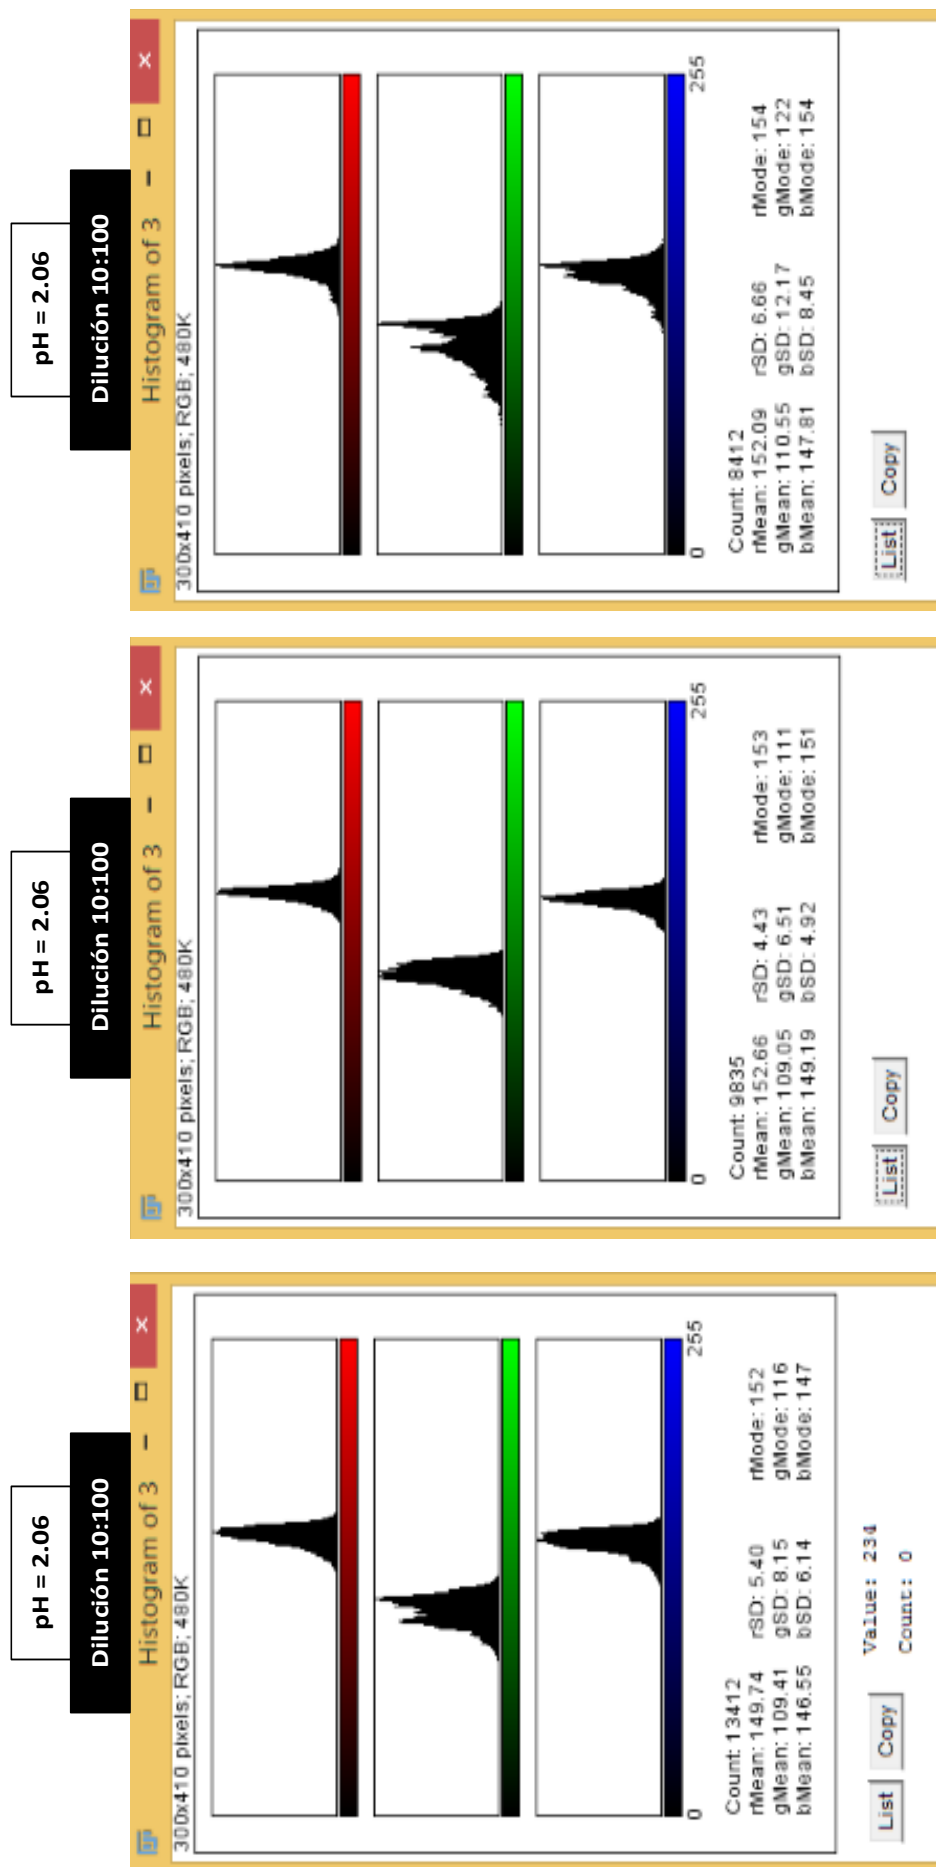 pH = 2.06
Dilución 10:100
Histogram of 3
300x410 pixels; RGB; 480K
0 255
Count: 13412
rMean: 149.74 rSD: 5.40 rMode: 152
gMean: 109.41 gSD: 8.15 gMode: 116
bMean: 146.55 bSD: 6.14 bMode: 147
List Copy Value: 234
Count: 0
pH = 2.06
Dilución 10:100
Histogram of 3
300x410 pixels; RGB; 480K
0 255
Count: 9835
rMean: 152.66 rSD: 4.43 rMode: 153
gMean: 109.05 gSD: 6.51 gMode: 111
bMean: 149.19 bSD: 4.92 bMode: 151
List Copy
pH = 2.06
Dilución 10:100
Histogram of 3
300x410 pixels; RGB; 480K
0 255
Count: 8412
rMean: 152.09 rSD: 6.66 rMode: 154
gMean: 110.55 gSD: 12.17 gMode: 122
bMean: 147.81 bSD: 8.45 bMode: 154
List Copy